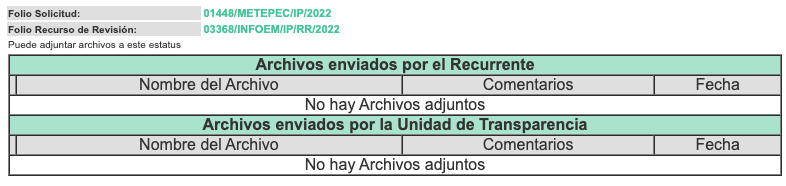 Folio Solicitud: 01448/METEPEC/IP/2022
Folio Recurso de Revisión: 03368/INFOEM/IP/RR/2022
Puede adjuntar archivos a este estatus
Archivos enviados por el Recurrente
Nombre del Archivo Comentarios Fecha
No hay Archivos adjuntos
Archivos enviados por la Unidad de Transparencia
Nombre del Archivo Comentarios Fecha
No hay Archivos adjuntos